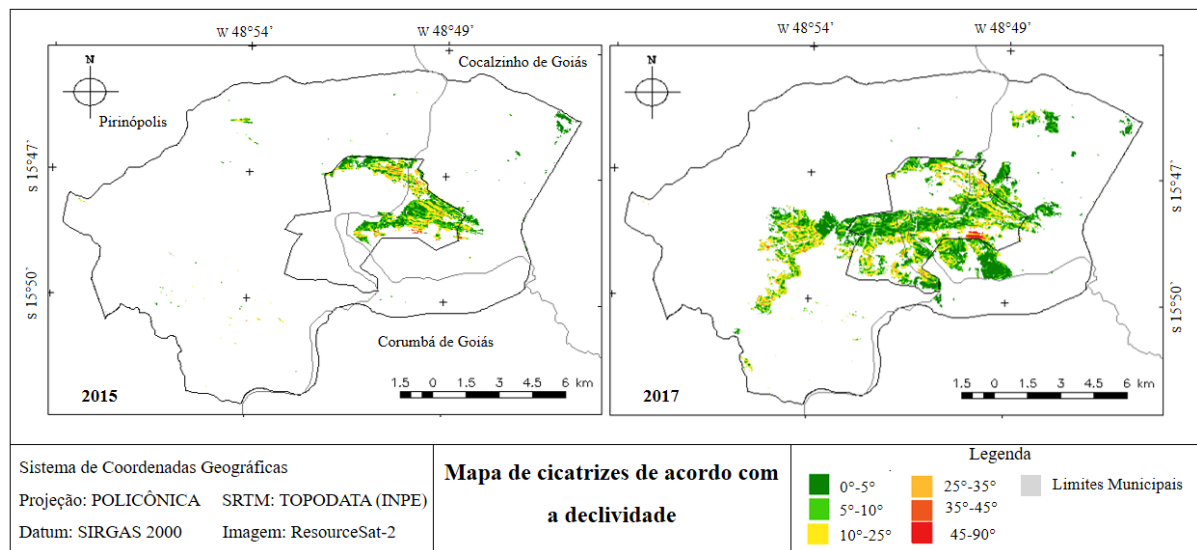 W 48°54’
W 48°49’
W 48°54’
W 48°49’
N
Cocalzinho de Goiás
Pirinópolis
S 15°47
S 15°50’
Corumbá de Goiás
2015
1.5 0 1.5 3 4.5 6 km
N
S 15°47
S 15°50’
2017
1.5 0 1.5 3 4.5 6 km
Sistema de Coordenadas Geográficas
Projeção: POLICÔNICA SRTM: TOPODATA (INPE)
Datum: SIRGAS 2000 Imagem: ResourceSat-2
Mapa de cicatrizes de acordo com
a declividade
Legenda
0°-5° 25°-35° Limites Municipais
5°-10° 35°-45°
10°-25° 45-90°